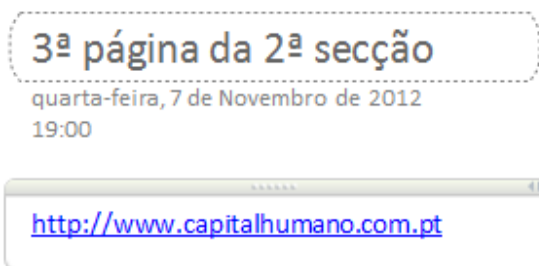 3ª página da 2ª secção
quarta-feira, 7 de Novembro de 2012
19:00
http://www.capitalhumano.com.pt